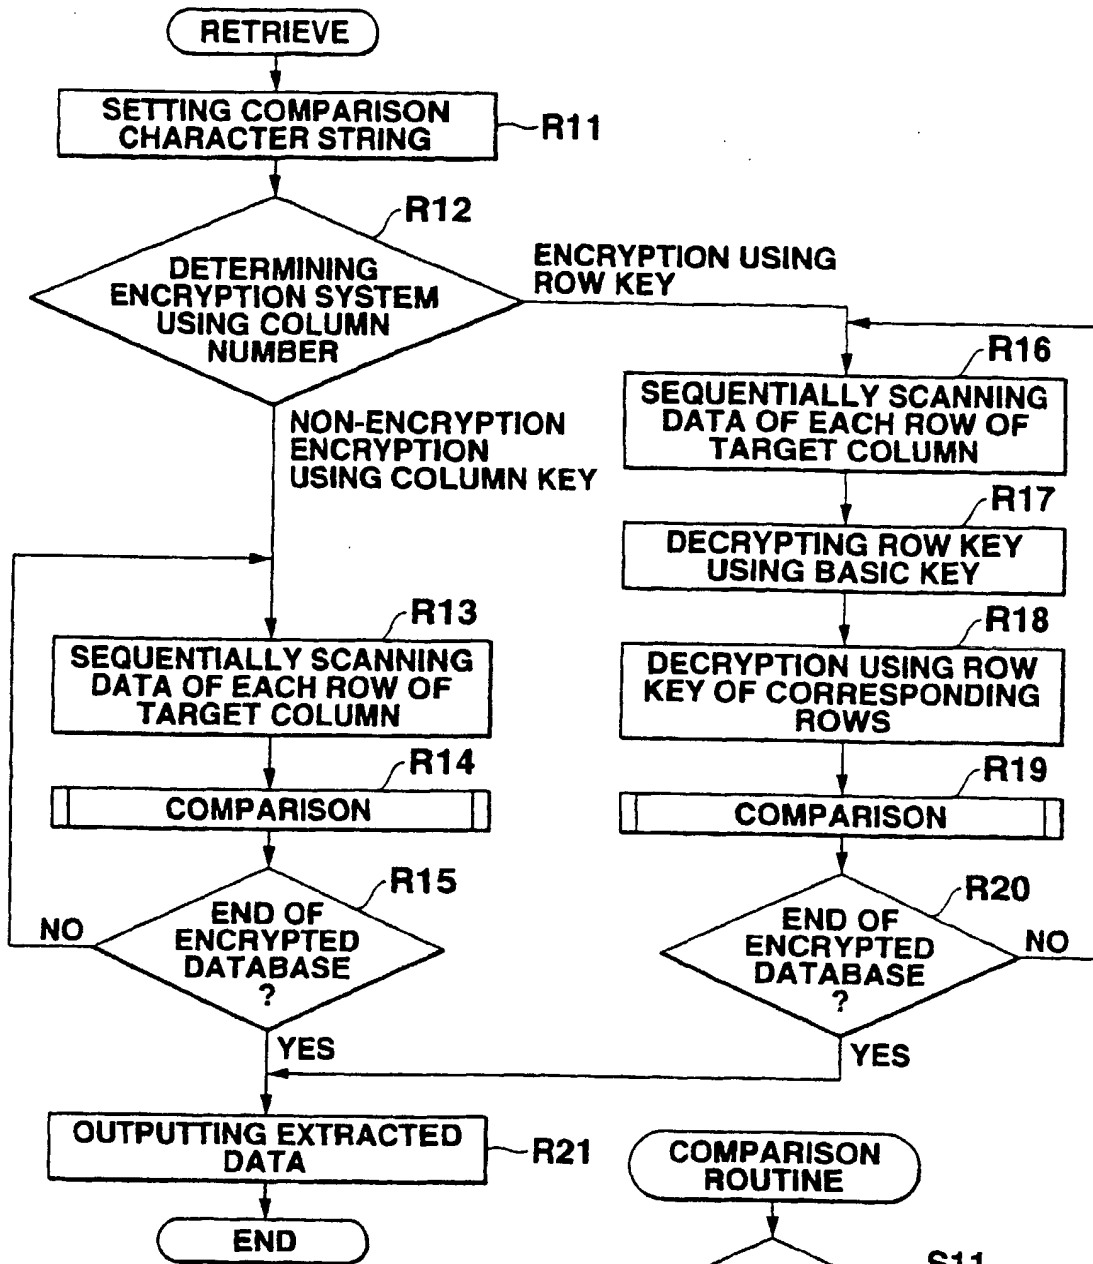 RETRIEVE
SETTING COMPARISON
CHARACTER STRING
R11
R12
DETERMINING
ENCRYPTION SYSTEM
USING COLUMN
NUMBER
ENCRYPTION USING
ROW KEY
NON-ENCRYPTION
ENCRYPTION
USING COLUMN KEY
R13
SEQUENTIALLY SCANNING
DATA OF EACH ROW OF
TARGET COLUMN
R14
COMPARISON
R15
END OF
ENCRYPTED
DATABASE
?
NO
YES
R16
SEQUENTIALLY SCANNING
DATA OF EACH ROW OF
TARGET COLUMN
R17
DECRYPTING ROW KEY
USING BASIC KEY
R18
DECRYPTION USING ROW
KEY OF CORRESPONDING
ROWS
R19
COMPARISON
R20
END OF
ENCRYPTED
DATABASE
?
NO
YES
OUTPUTTING EXTRACTED
DATA
R21
END
COMPARISON
ROUTINE
S11